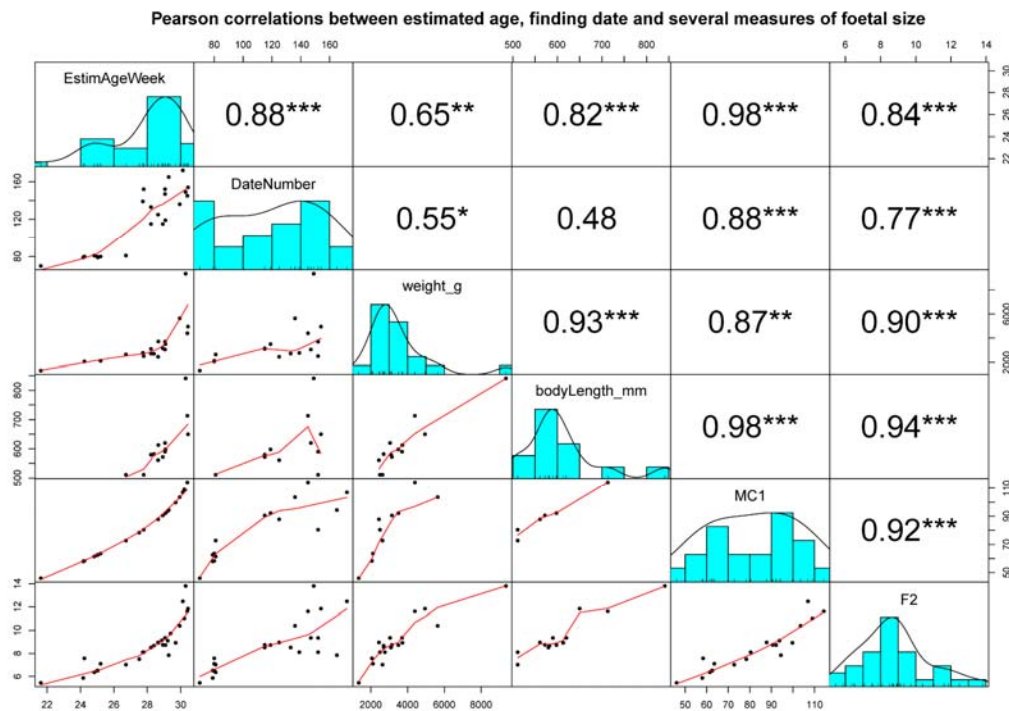 Pearson correlations between estimated age, finding date and several measures of foetal size
80 100 120 140 160 500 600 700 800 6 8 10 12 14
EstimAgeWeek 0.88*** 0.65** 0.82*** 0.98*** 0.84*** 22 24 26 28 30
80 120 160 DateNumber 0.55* 0.48 0.88*** 0.77***
weight_g 0.93*** 0.87** 0.90*** 2000 6000
500 600 700 800 bodyLength_mm 0.98*** 0.94***
MC1 0.92*** 50 70 90 110
6 8 10 12 14 F2
22 24 26 28 30 2000 4000 6000 8000 50 60 70 80 90 110